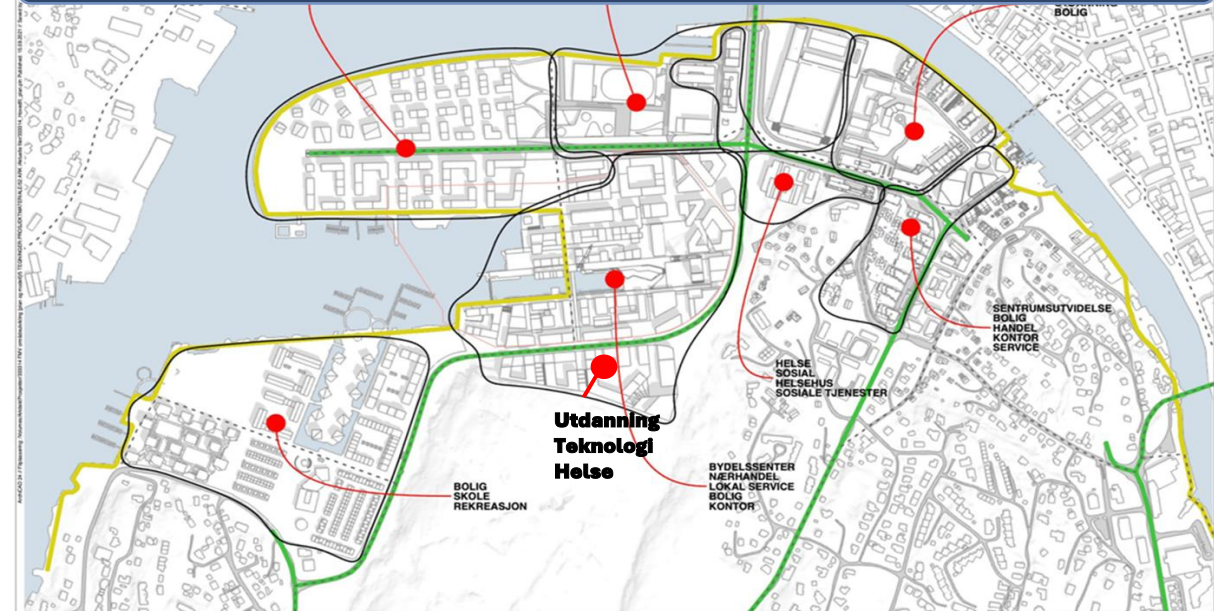 BOLIG
SENTRUMSUTVIDELSE
BOLIG
HANDEL
KONTOR
SERVICE
HELSE
SOSIAL
HELSEHUS
SOSIALE TJENESTER
Utdanning
Teknologi
Helse
BYDELSSENTER
NÆRHANDEL
LOKAL SERVICE
BOLIG
KONTOR
BOLIG
SKOLE
REKREASJON